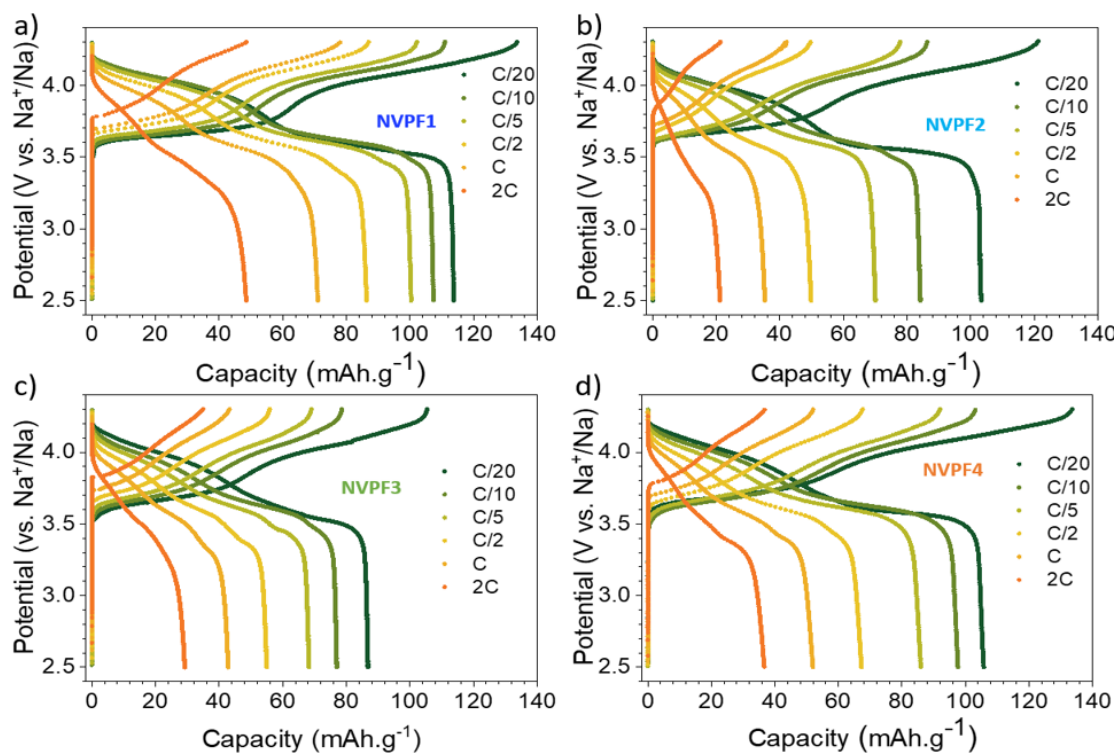 a)
Potential (V vs. Na⁺/Na)
4.0
3.5
3.0
2.5
NVPF1
C/20
C/10
C/5
C/2
C
2C
0 20 40 60 80 100 120 140
Capacity (mAh.g⁻¹)
b)
Potential (V vs. Na⁺/Na)
4.0
3.5
3.0
2.5
NVPF2
C/20
C/10
C/5
C/2
C
2C
0 20 40 60 80 100 120 140
Capacity (mAh.g⁻¹)
c)
Potential (vs. Na⁺/Na)
4.0
3.5
3.0
2.5
NVPF3
C/20
C/10
C/5
C/2
C
2C
0 20 40 60 80 100 120 140
Capacity (mAh.g⁻¹)
d)
Potential (V vs. Na⁺/Na)
4.0
3.5
3.0
2.5
NVPF4
C/20
C/10
C/5
C/2
C
2C
0 20 40 60 80 100 120 140
Capacity (mAh.g⁻¹)